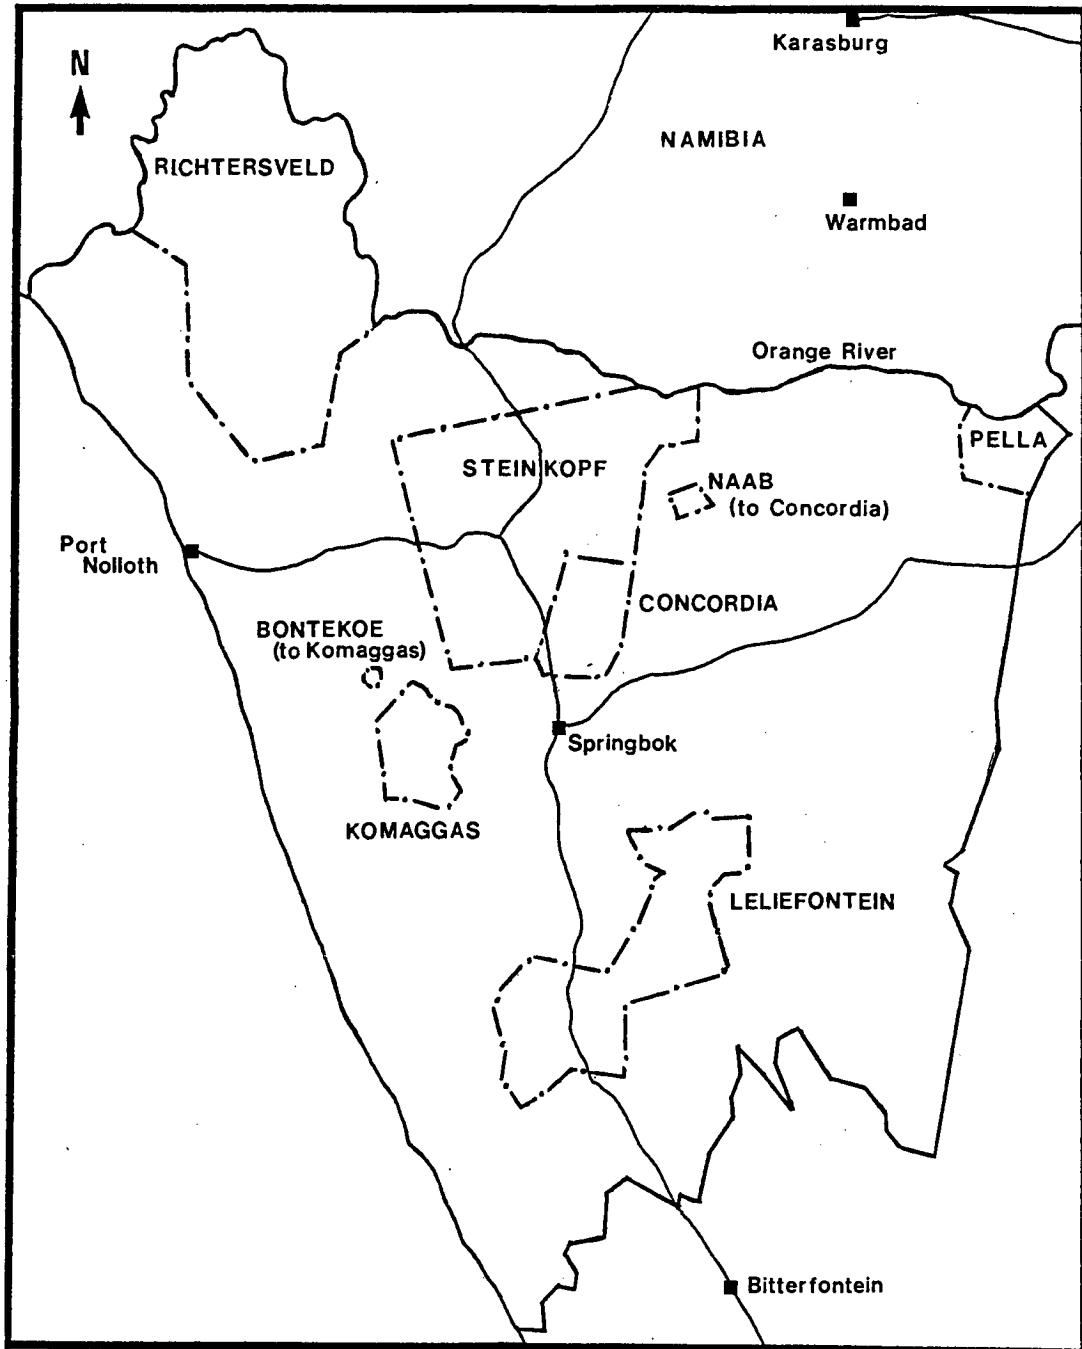 Karasburg
N
NAMIBIA
RICHTERSVELD
Warmbad
Orange River
PELLA
STEINKOPF
NAAB
(to Concordia)
Port
Nolloth
CONCORDIA
BONTEKOE
(to Komaggas)
Springbok
KOMAGGAS
LELIEFONTEIN
Bitterfontein